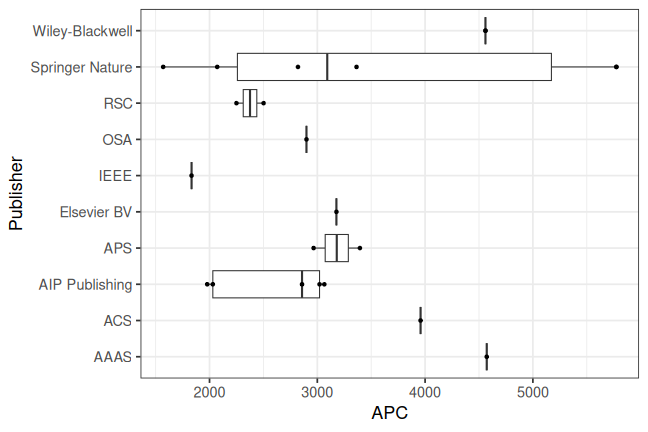 Wiley-Blackwell
Springer Nature
RSC
OSA
IEEE
Elsevier BV
APS
AIP Publishing
ACS
AAAS
Publisher
2000 3000 4000 5000
APC